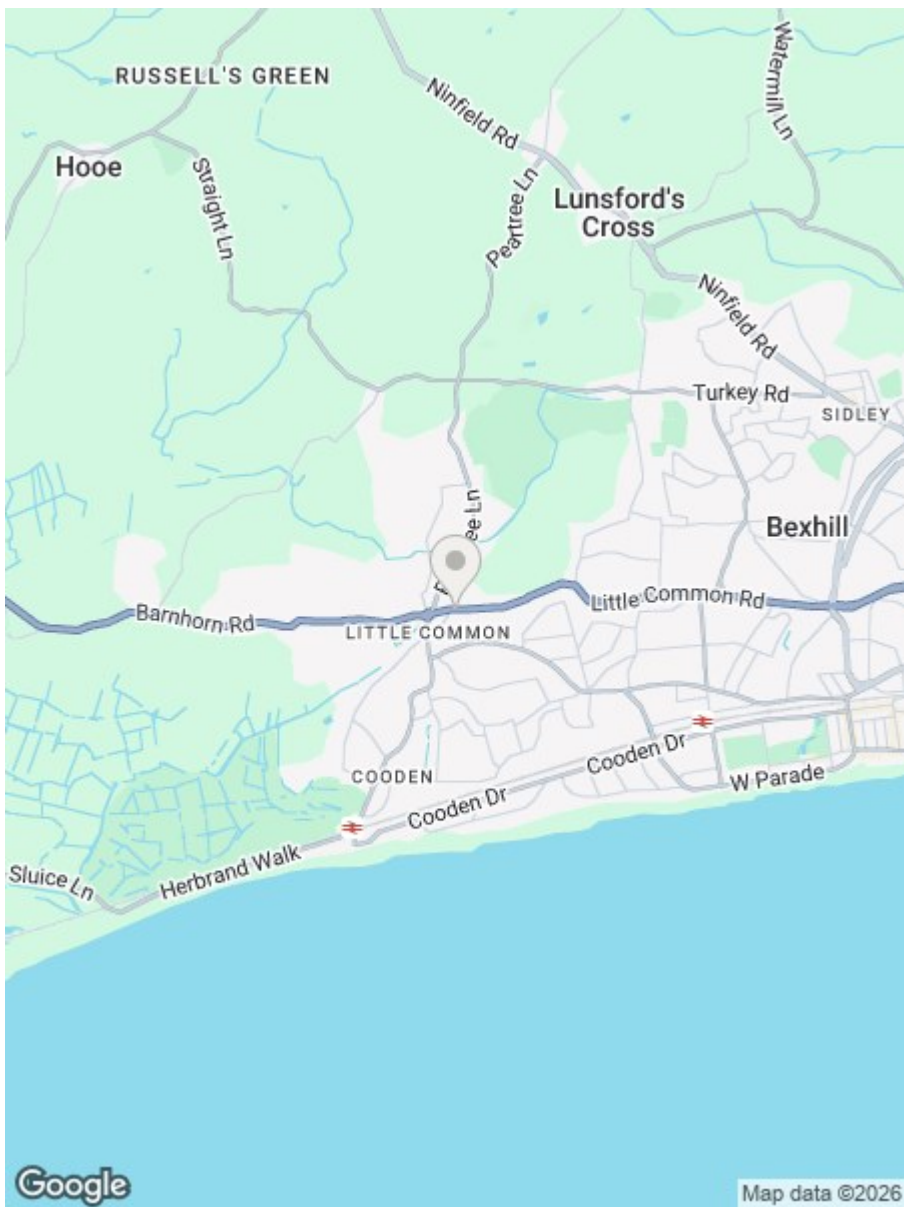 RUSSELL'S GREEN
Ninfield Rd
Watermill Ln
Hooe
Straight Ln
Peartree Ln
Lunsford's
Cross
Ninfield Rd
Turkey Rd
SIDLEY
ee Ln
Bexhill
Barnhorn Rd
Little Common Rd
LITTLE COMMON
Cooden Dr
COODEN
W Parade
Cooden Dr
Herbrand Walk
Sluice Ln
Google
Map data ©2026